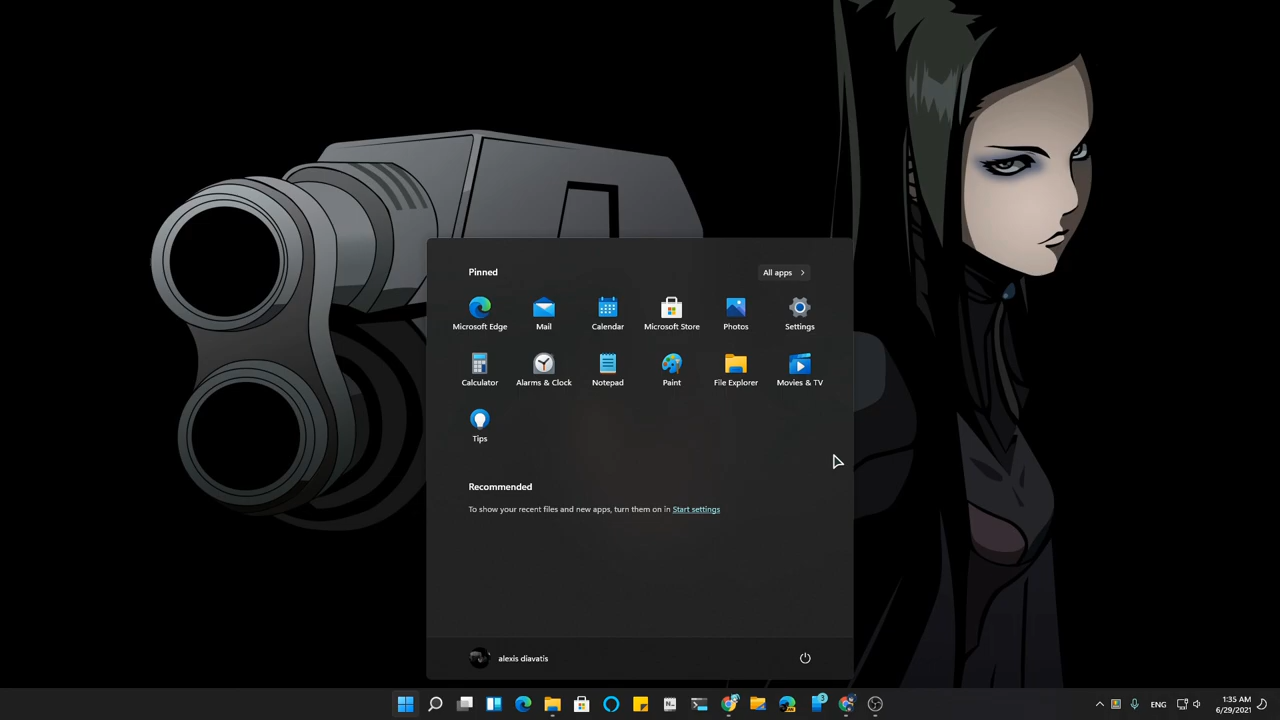 Pinned
All apps
Microsoft Edge
Mail
Calendar
Microsoft Store
Photos
Settings
Calculator
Alarms & Clock
Notepad
Paint
File Explorer
Movies & TV
Tips
Recommended
To show your recent files and new apps, turn them on in Start settings
alexis diavatis
3
ENG
1:35 AM
6/29/2021